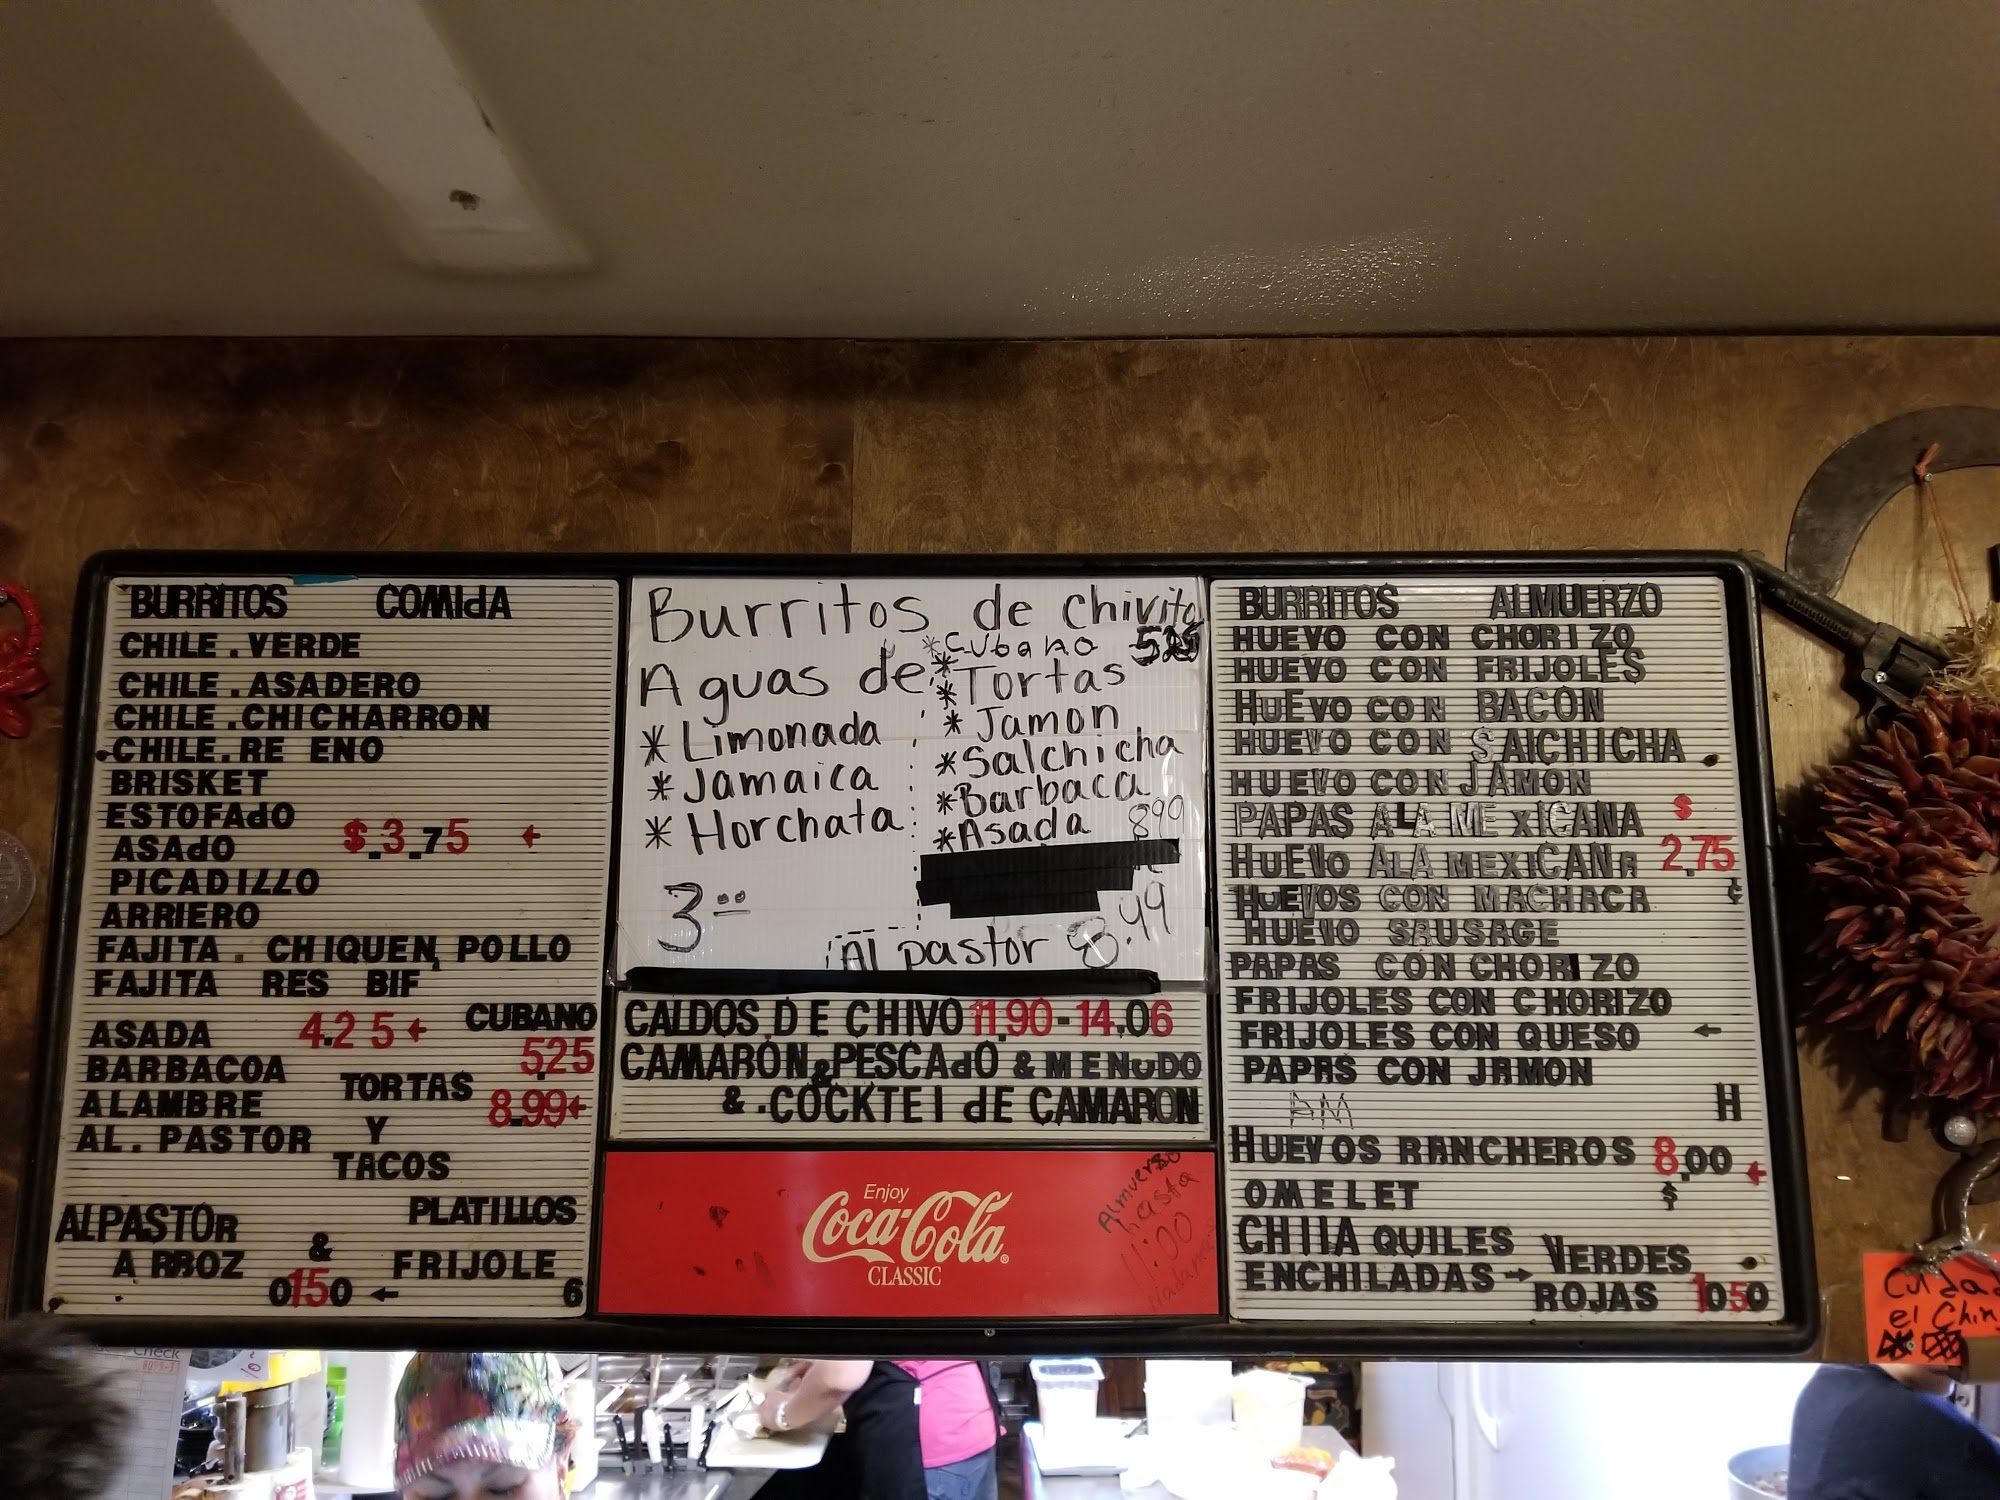 BURRITOS COMIdA
CHILE.VERDE
CHILE.ASADERO
CHILE.CHICHARRON
CHILE.RE ENO
BRISKET
ESTOFAdO
ASAdO $.3.75
PICADILLO
ARRIERO
FAJITA. CHIQUEN, POLLO
FAJITA RES BIF
ASADA 4.25 CUBANO
BARBACOA 525
ALAMBRE TORTAS 8.99
AL. PASTOR Y
TACOS
ALPASTOR PLATILLOS
ARROZ & FRIJOLE
0150 6
Burritos de chivito
*Cubano
Aguas de *Tortas
*Limonada *Jamon
*Jamaica *Salchicha
*Horchata *Barbaca
*Asada 899
3
Al pastor 8.49
CALDOS DE CHIVO 11.90-14.06
CAMARON & PESCAdO & MENUDO
& .COCKTEl dE CAMARON
Enjoy
Coca-Cola
CLASSIC
Almuerso
hasta
11:00
BURRITOS ALMUERZO
HUEVO CON CHORIZO
HUEVO CON FRIJOLES
HUEVO CON BACON
HUEVO CON SAlCHICHA
HUEVO CON JAMON
PAPAS ALA MExICANA $
HUEVO ALA MEXICANA 2.75
HUEVOS CON MACHACA ¢
HUEVO SAUSAGE
PAPAS CON CHORIZO
FRIJOLES CON CHORIZO
FRIJOLES CON QUESO ←
PAPAS CON JAMON
AM H
HUEVOS RANCHEROS 8.00
OMELET $
CHIlAQUILES VERDES
ENCHILADAS → ROJAS 1050
Check
Cuidad
el Chin